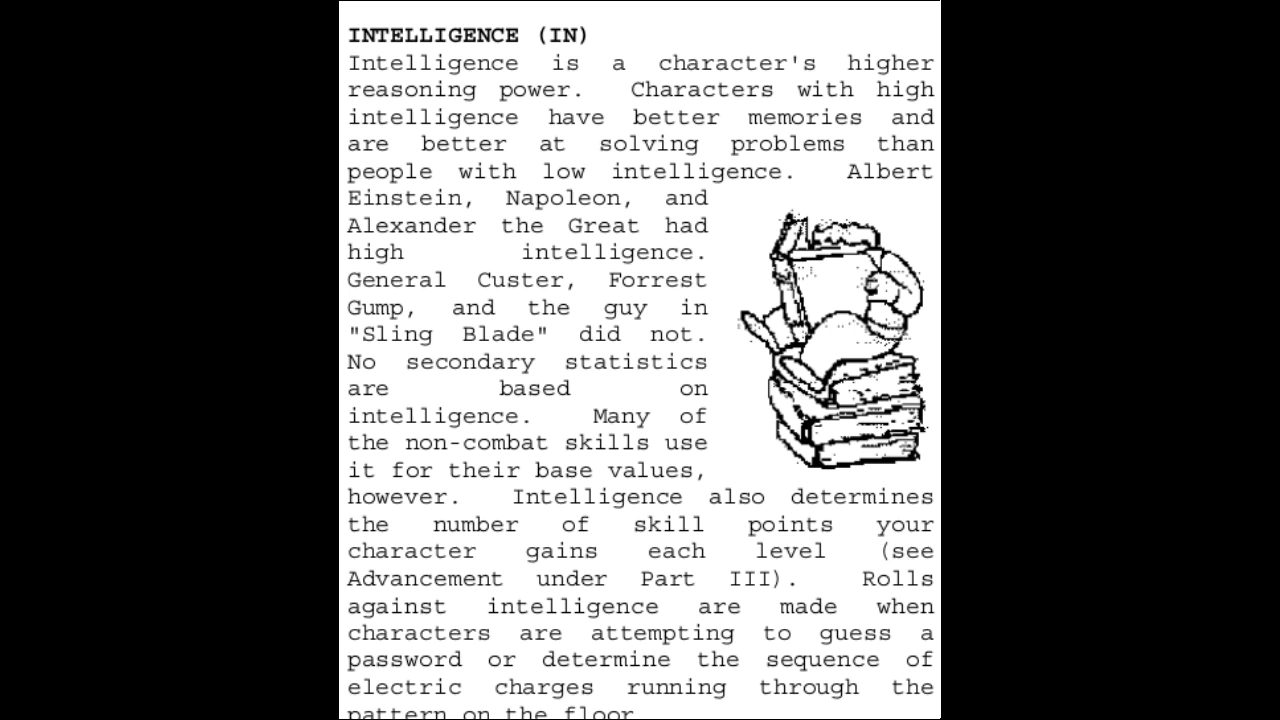 INTELLIGENCE (IN)
Intelligence is a character's higher
reasoning power. Characters with high
intelligence have better memories and
are better at solving problems than
people with low intelligence. Albert
Einstein, Napoleon, and
Alexander the Great had
high intelligence.
General Custer, Forrest
Gump, and the guy in
"Sling Blade" did not.
No secondary statistics
are based on
intelligence. Many of
the non-combat skills use
it for their base values,
however. Intelligence also determines
the number of skill points your
character gains each level (see
Advancement under Part III). Rolls
against intelligence are made when
characters are attempting to guess a
password or determine the sequence of
electric charges running through the
pattern on the floor